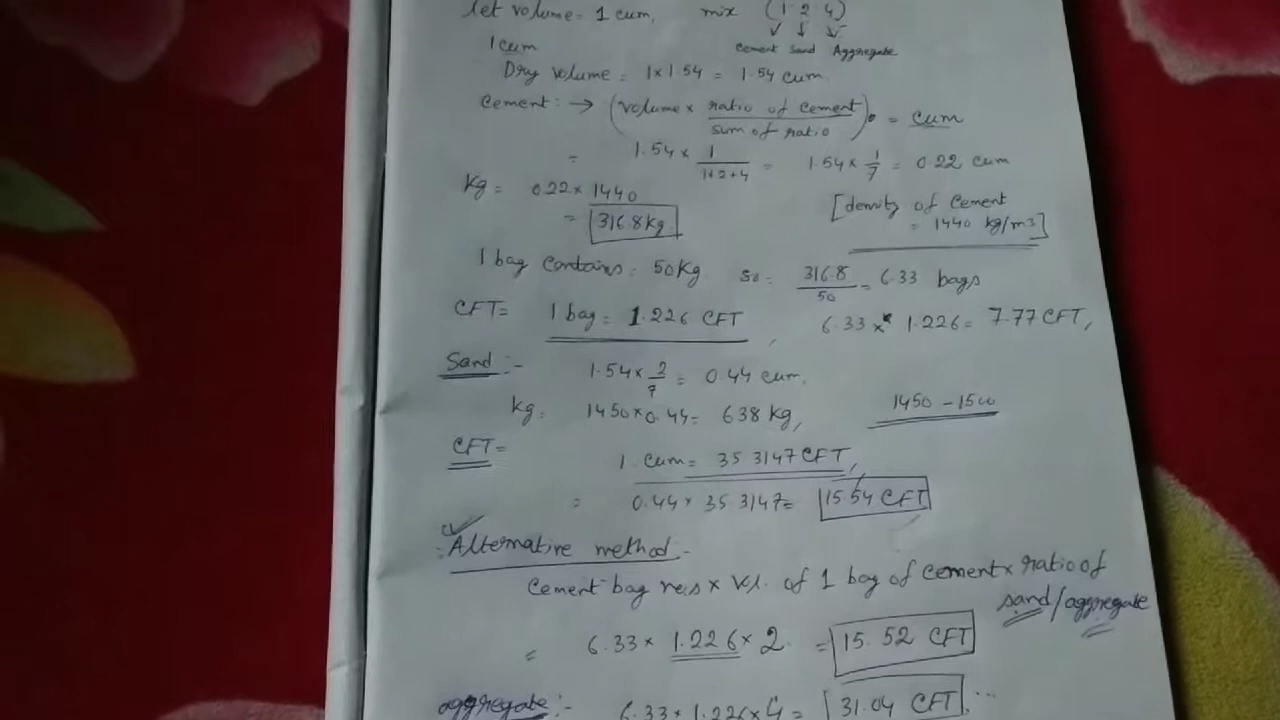 let volume = 1 cum. mix (1 2 4)
1 cum Cement Sand Aggregate
Dry volume = 1 x 1.54 = 1.54 cum
Cement: → (volume x ratio of cement / sum of ratio) = cum
= 1.54 x 1/1+2+4 = 1.54 x 1/7 = 0.22 cum
Kg = 0.22 x 1440 [density of Cement
= 316.8 Kg = 1440 kg/m3]
1 bag contains = 50 Kg so = 316.8/50 = 6.33 bags
CFT = 1 bag = 1.226 CFT, 6.33 x 1.226 = 7.77 CFT,
Sand :- 1.54 x 2/7 = 0.44 cum.
kg = 1450 x 0.44 = 638 kg, 1450 - 1500
CFT = 1 cum = 35 3147 CFT,
= 0.44 x 35 3147 = 15.54 CFT
Alternative method -
Cement bag x of 1 bag of cement x ratio of
sand/aggregate
= 6.33 x 1.226 x 2 = 15.52 CFT
aggregate :- 6.33 x 1.226 x 4 = 31.04 CFT